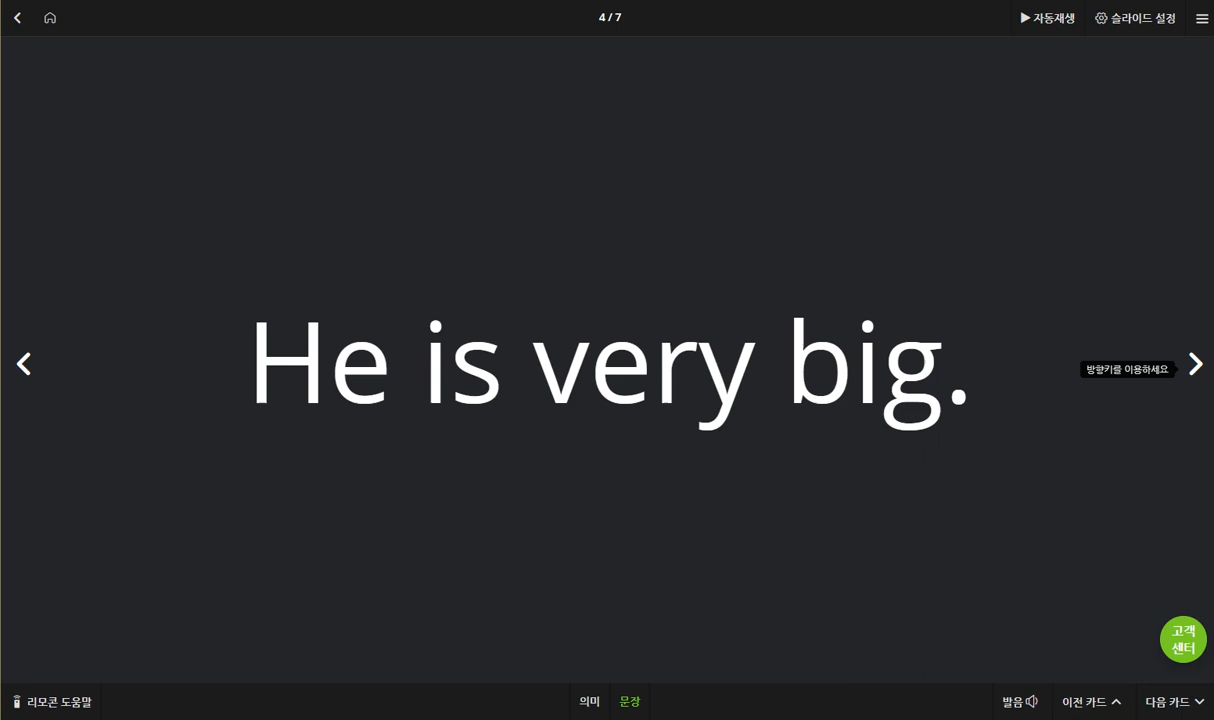 4 / 7
자동재생
슬라이드 설정
He is very big.
방향키를 이용하세요
고객
센터
리모콘 도움말
의미
문장
발음
이전 카드
다음 카드